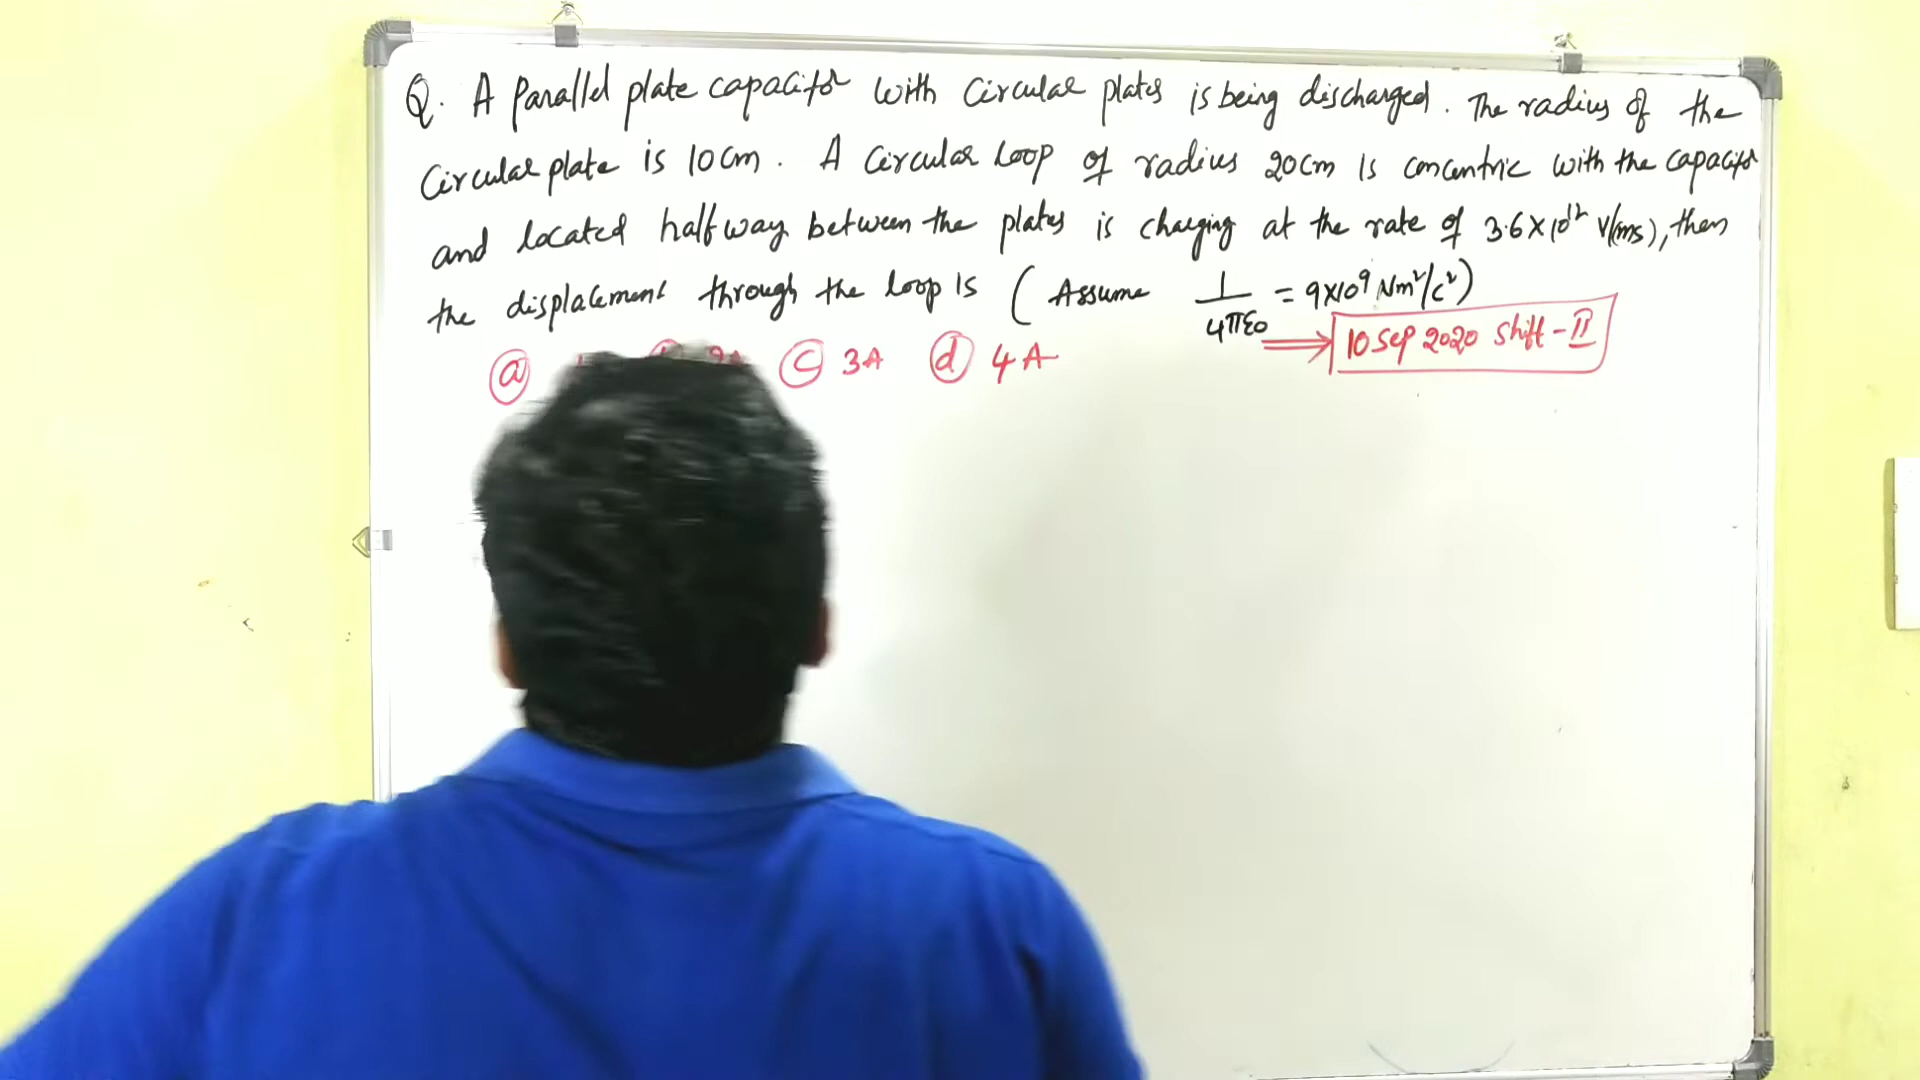 Q. A Parallel plate capacitor with Circular plates is being discharged. The radius of the
Circular plate is 10cm. A Circular Loop of radius 20cm is concentric with the capacitor
and located halfway between the plates is charging at the rate of 3.6×10¹² V/(ms), then
the displacement through the loop is ( Assume 1/4πε₀ = 9×10⁹ Nm²/C²)
10 Sep 2020 Shift-II
ⓐ ⓒ 3A ⓓ 4A